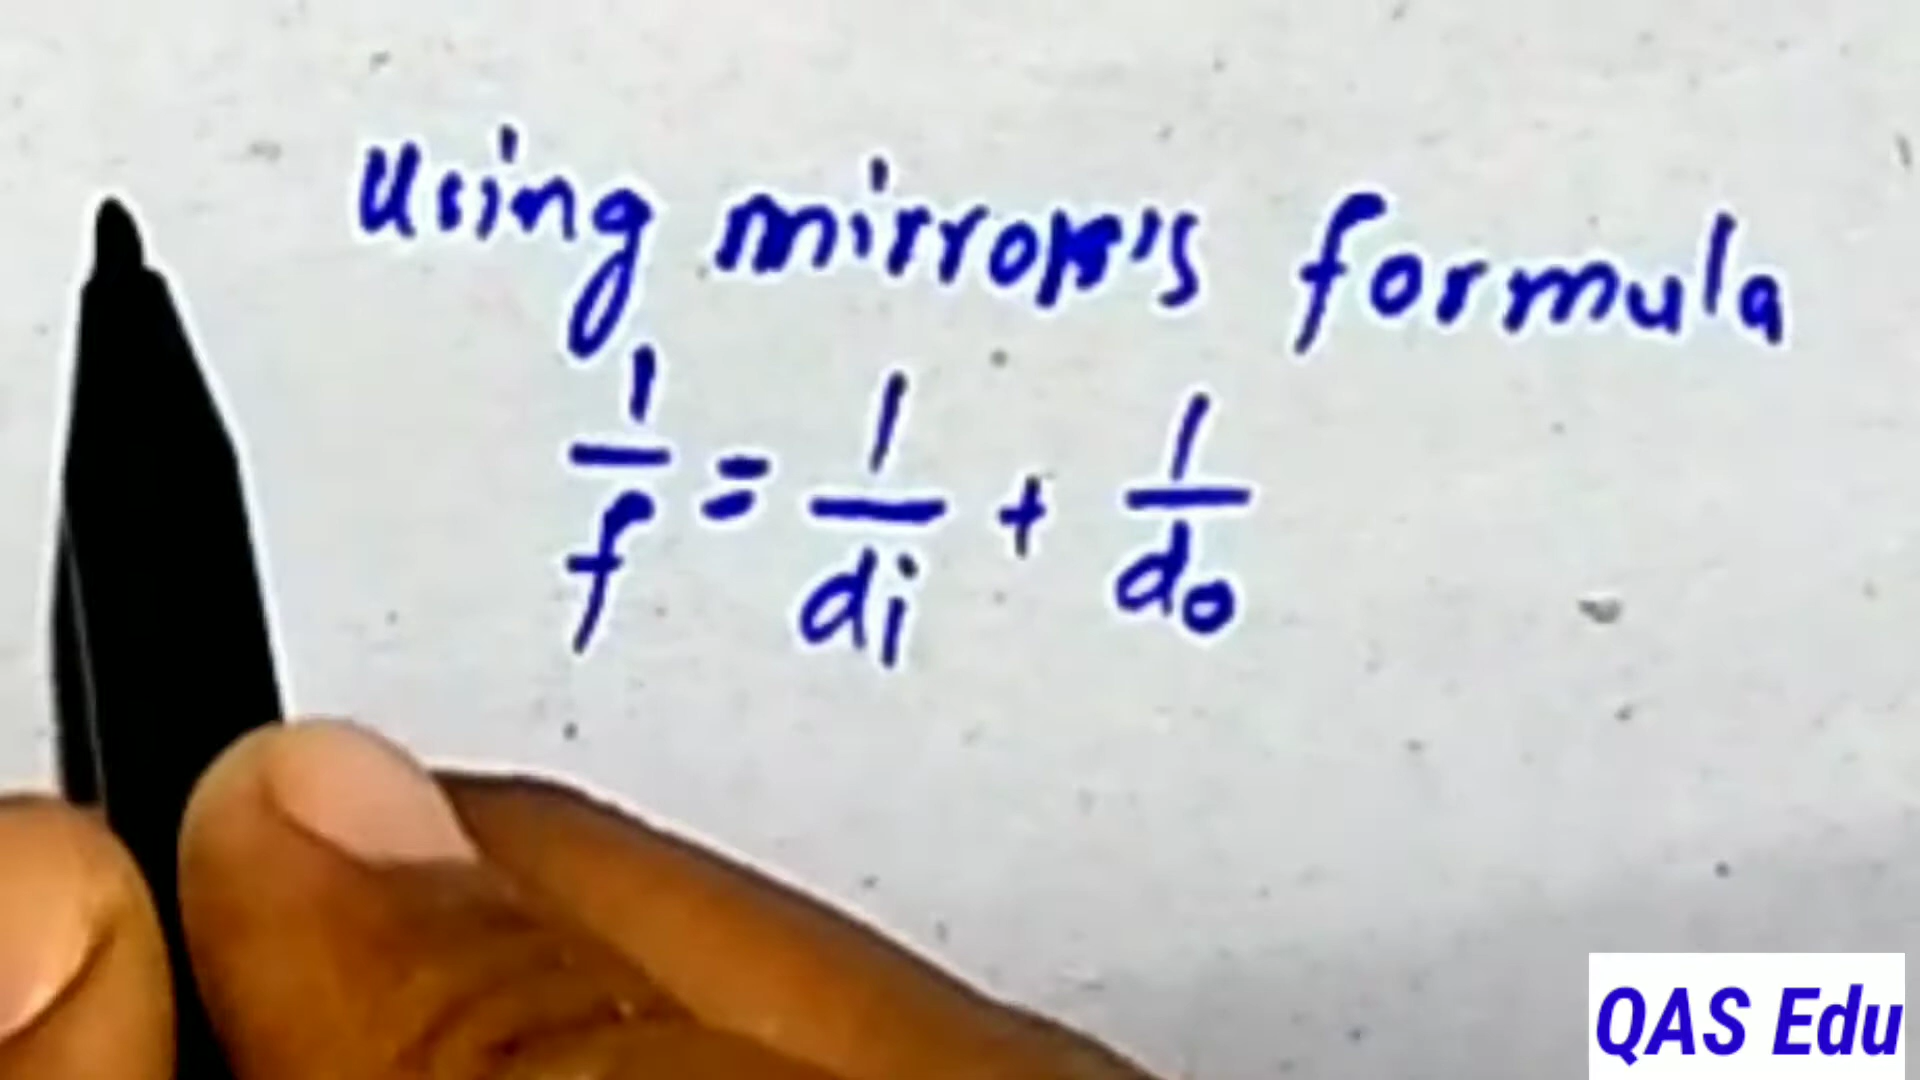 Using mirror's formula
1/f = 1/di + 1/do
QAS Edu